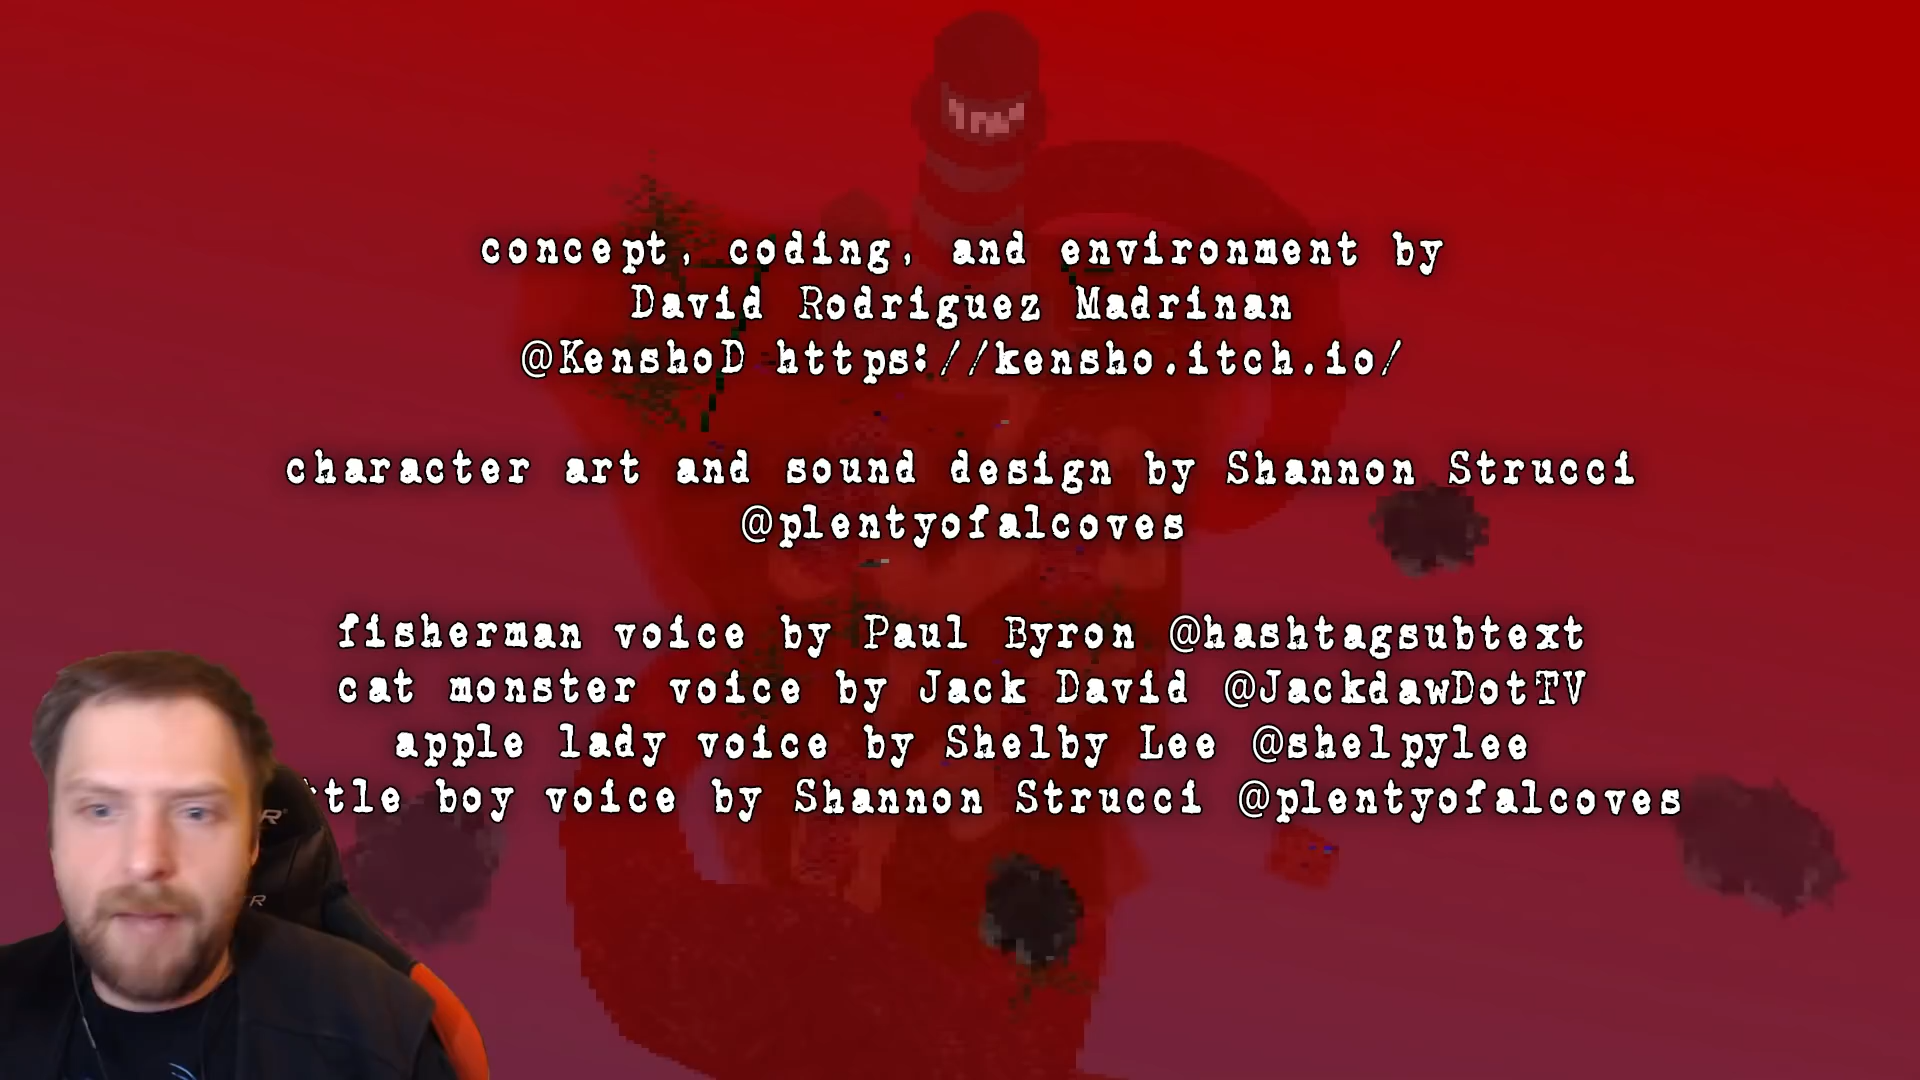 concept, coding, and environment by
David Rodriguez Madrinan
@KenshoD https://kensho.itch.io/
character art and sound design by Shannon Strucci
@plentyofalcoves
fisherman voice by Paul Byron @hashtagsubtext
cat monster voice by Jack David @JackdawDotTV
apple lady voice by Shelby Lee @shelpylee
boy voice by Shannon Strucci @plentyofalcoves